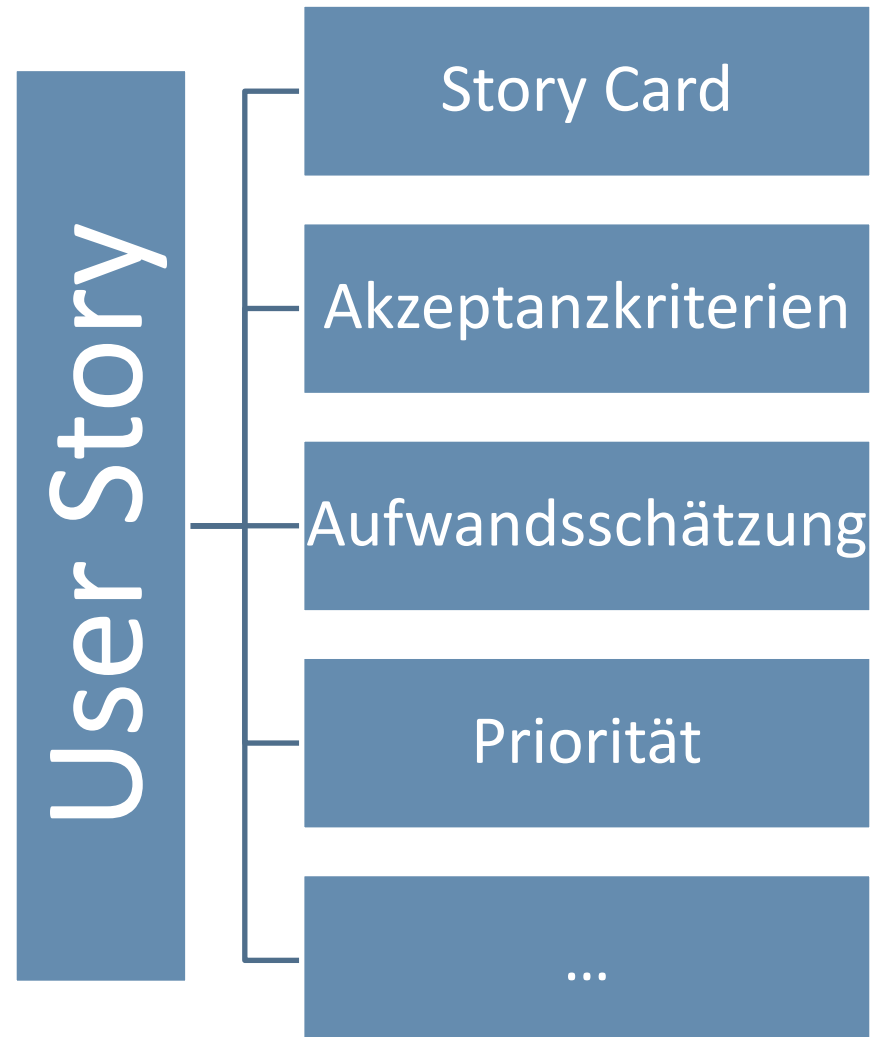 User Story
Story Card
Akzeptanzkriterien
Aufwandsschätzung
Priorität
...